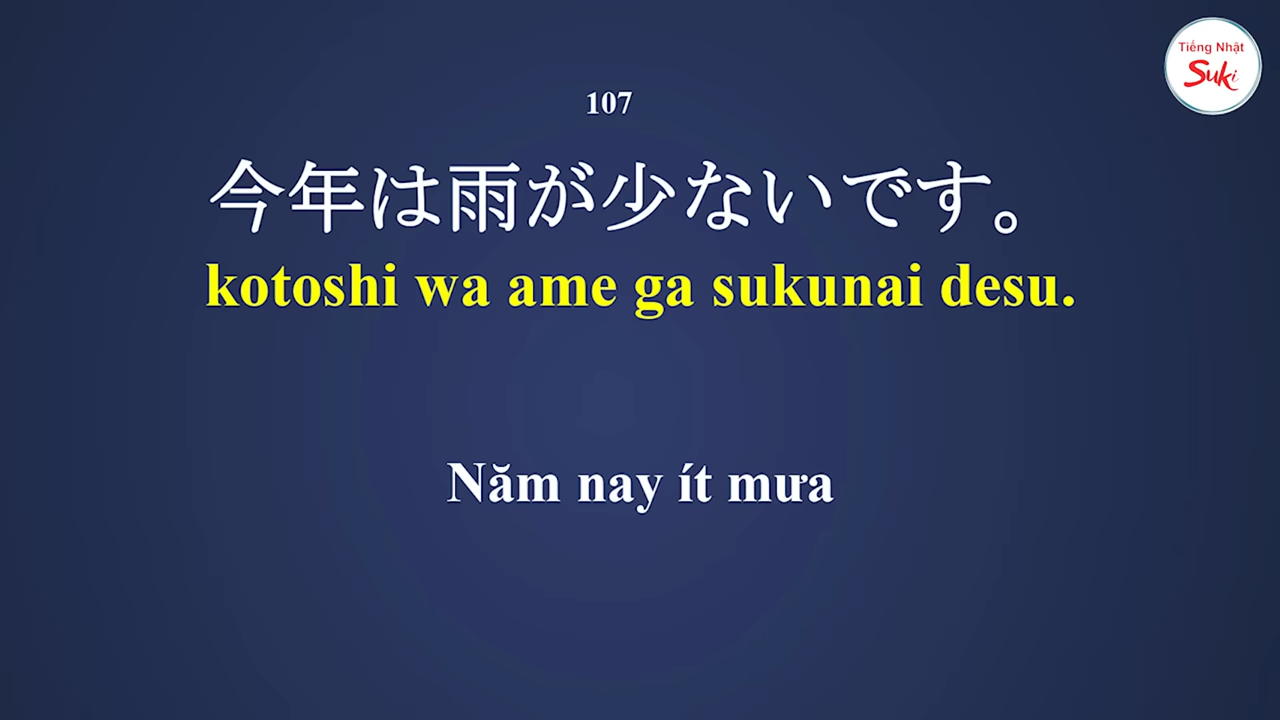 Tiếng Nhật
Suki
107
今年は雨が少ないです。
kotoshi wa ame ga sukunai desu.
Năm nay ít mưa